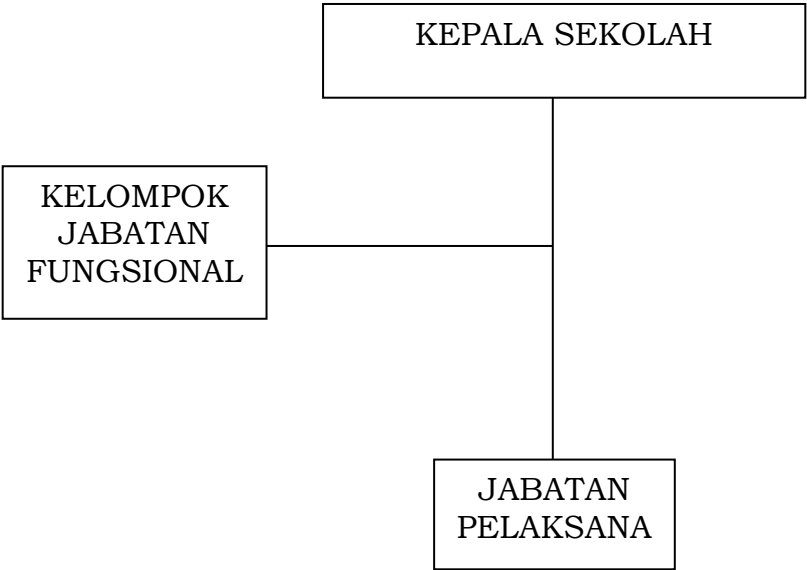 KEPALA SEKOLAH
KELOMPOK
JABATAN
FUNGSIONAL
JABATAN
PELAKSANA